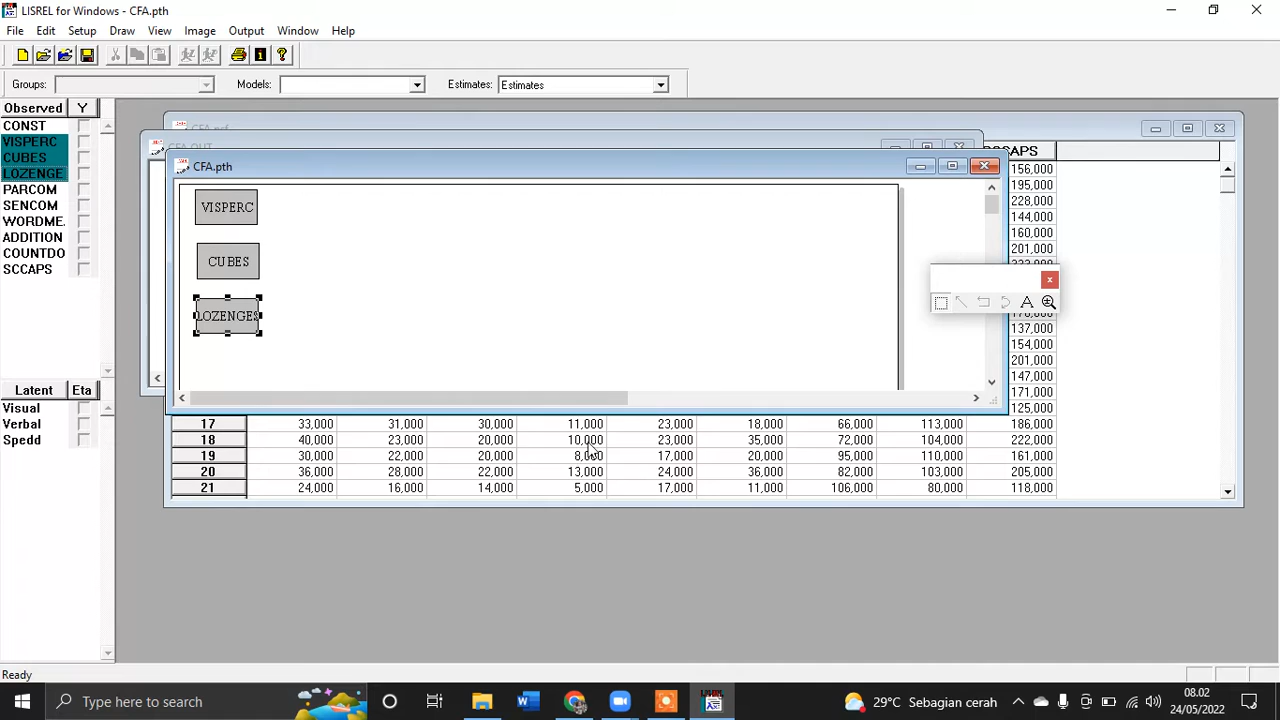 LISREL for Windows - CFA.pth
File Edit Setup Draw View Image Output Window Help
Groups: Models: Estimates: Estimates
Observed Y
CONST
VISPERC
CUBES
LOZENGE
PARCOM
SENCOM
WORDME.
ADDITION
COUNTDO
SCCAPS
Latent Eta
Visual
Verbal
Spedd
CFA.psf
CFA.OUT
CFA.pth
VISPERC
CUBES
LOZENGES
SCCAPS
156,000
195,000
228,000
144,000
160,000
201,000
137,000
154,000
201,000
147,000
171,000
125,000
17 33,000 31,000 30,000 11,000 23,000 18,000 66,000 113,000 186,000
18 40,000 23,000 20,000 10,000 23,000 35,000 72,000 104,000 222,000
19 30,000 22,000 20,000 8,000 17,000 20,000 95,000 110,000 161,000
20 36,000 28,000 22,000 13,000 24,000 36,000 82,000 103,000 205,000
21 24,000 16,000 14,000 5,000 17,000 11,000 106,000 80,000 118,000
Ready
Type here to search
29°C Sebagian cerah
08.02
24/05/2022